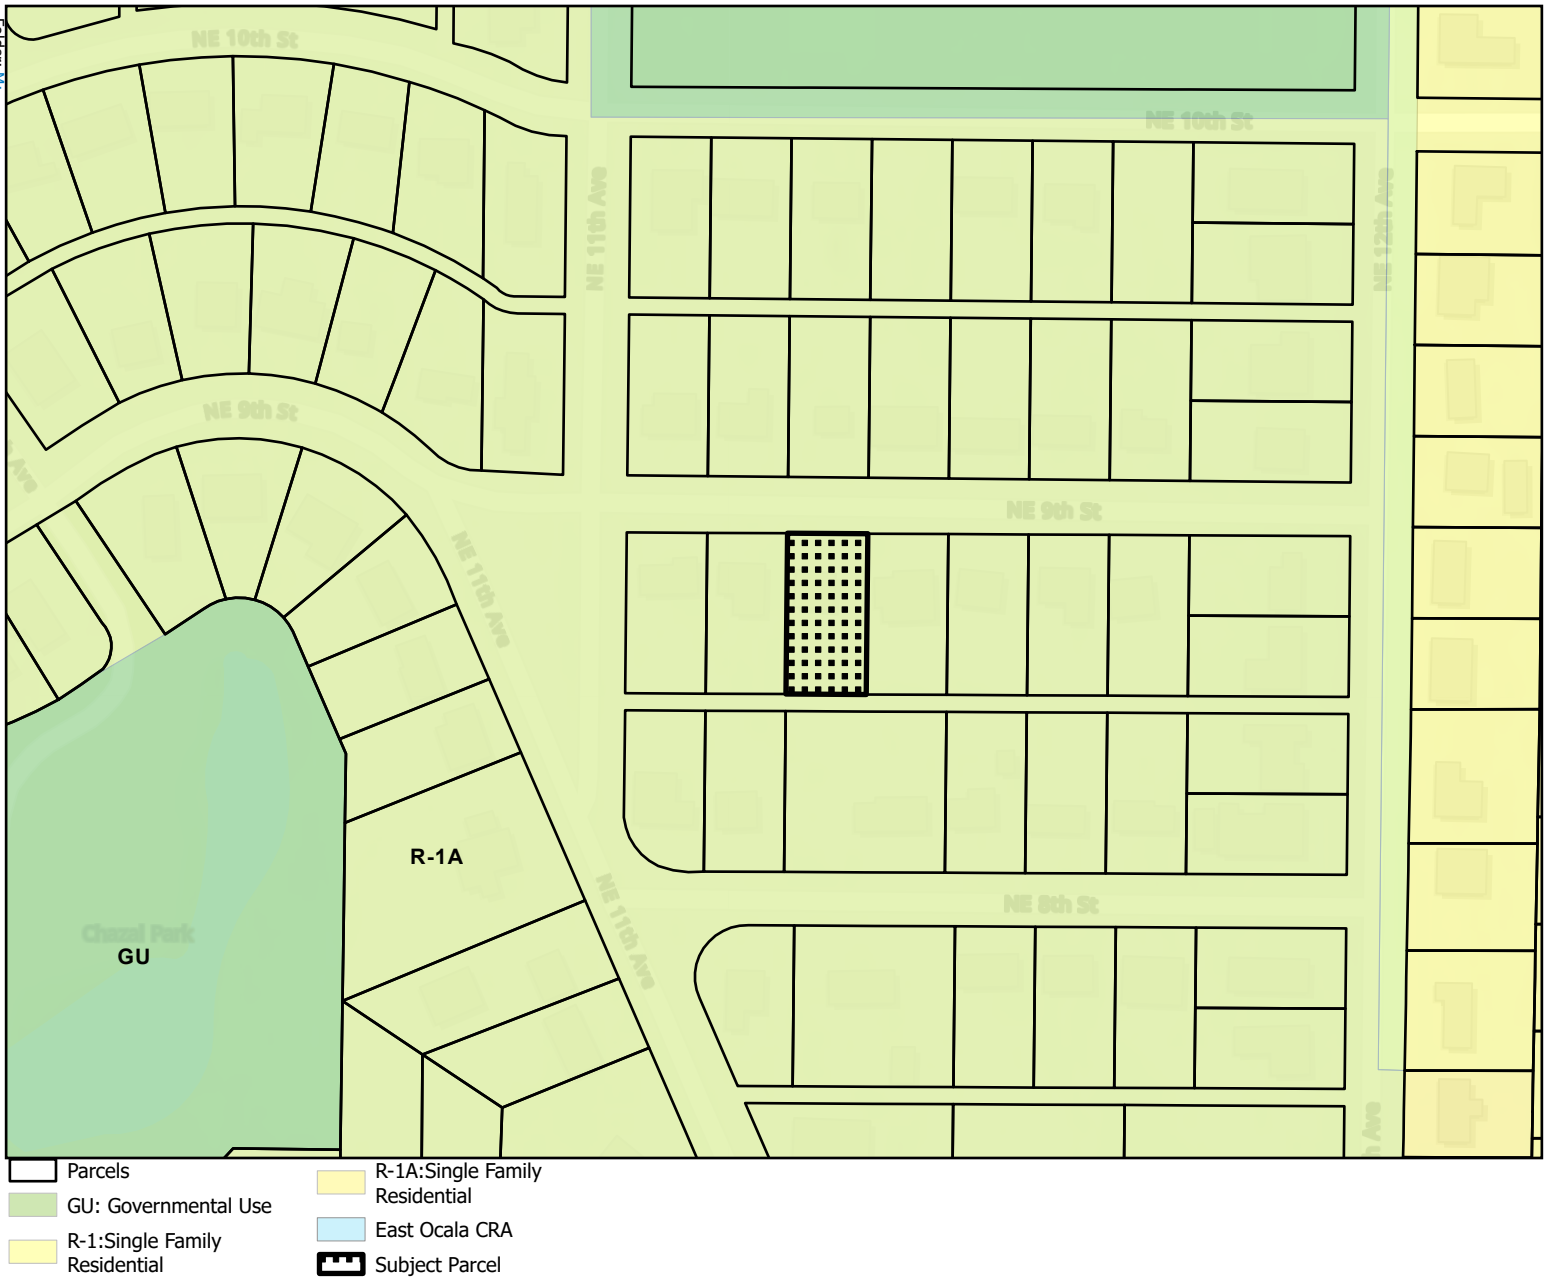 NE 10th St
NE 10th St
NE 11th Ave
NE 12th Ave
NE 9th St
Ave
NE 9th St
NE 11th Ave
R-1A
Chazal Park
GU
NE 8th St
NE 11th Ave
Ave
Parcels
GU: Governmental Use
R-1:Single Family
Residential
R-1A:Single Family
Residential
East Ocala CRA
Subject Parcel